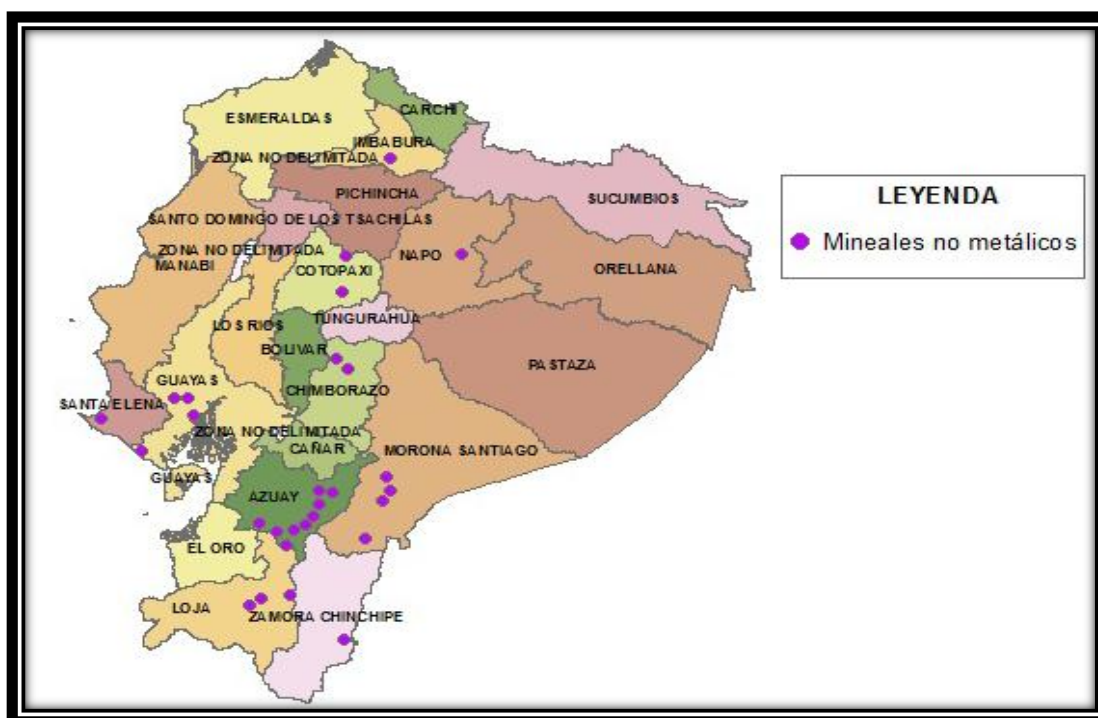 CARCHI
ESMERALDAS
IMBABURA
ZONA NO DELIMITADA
PICHINCHA
SUCUMBIOS
LEYENDA
Mineales no metálicos
SANTO DOMINGO DE LOS TSACHILAS
ZONA NO DELIMITADA
MANABI
NAPO
COTOPAXI
ORELLANA
TUNGURAHUA
LOS RIOS
BOLIVAR
PASTAZA
GUAYAS
CHIMBORAZO
SANTA ELENA
ZONA NO DELIMITADA
CAÑAR
MORONA SANTIAGO
GUAYAS
AZUAY
EL ORO
LOJA
ZAMORA CHINCHIPE